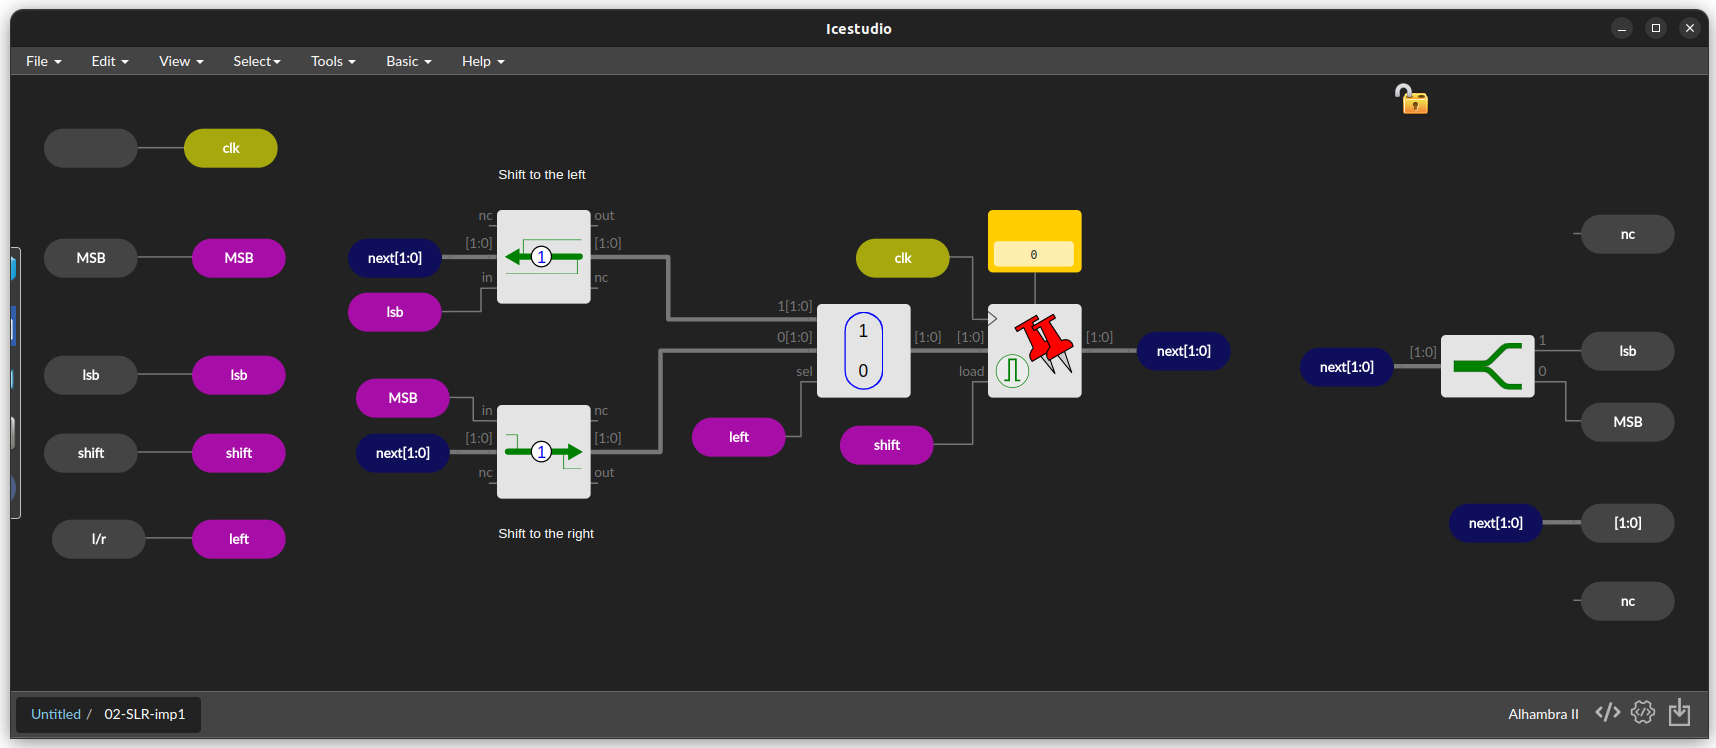 Icestudio
File Edit View Select Tools Basic Help
clk
MSB MSB
lsb lsb
shift shift
l/r left
Shift to the left
nc out
[1:0] [1:0]
in nc
next[1:0]
lsb
1
MSB
next[1:0]
in nc
[1:0] [1:0]
nc out
1
Shift to the right
1[1:0]
0[1:0]
sel
[1:0]
1
0
left
clk
0
[1:0] [1:0]
load
shift
next[1:0]
nc
next[1:0]
[1:0]
1
0
lsb
MSB
next[1:0] [1:0]
nc
Untitled / 02-SLR-imp1
Alhambra II